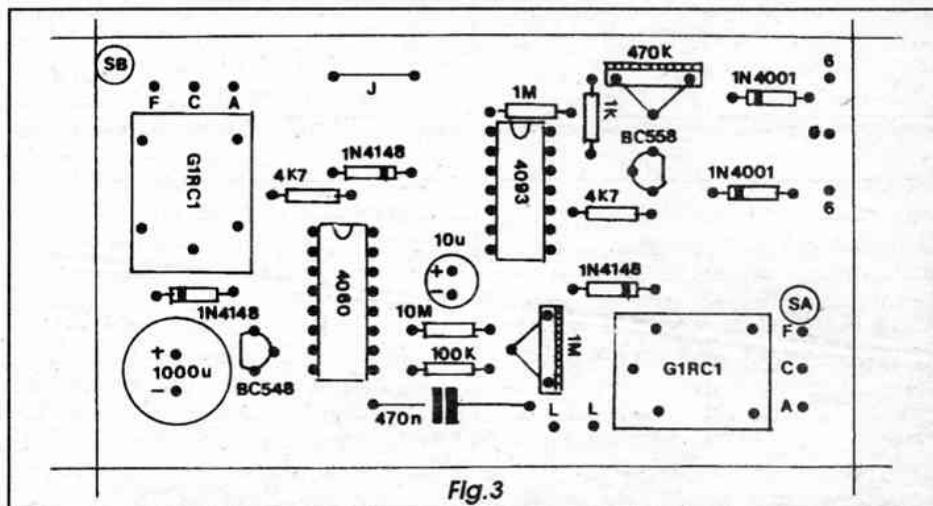 SB
F C A
J
470K
1M
1K
1N4001
6
BC558
6
G1RC1
1N4148
4K7
4093
1N4001
4K7
6
4060
10u
+
-
1N4148
1N4148
SA
10M
1M
F
+
1000u
-
BC548
100K
G1RC1
C
470n
L L
A
Fig.3